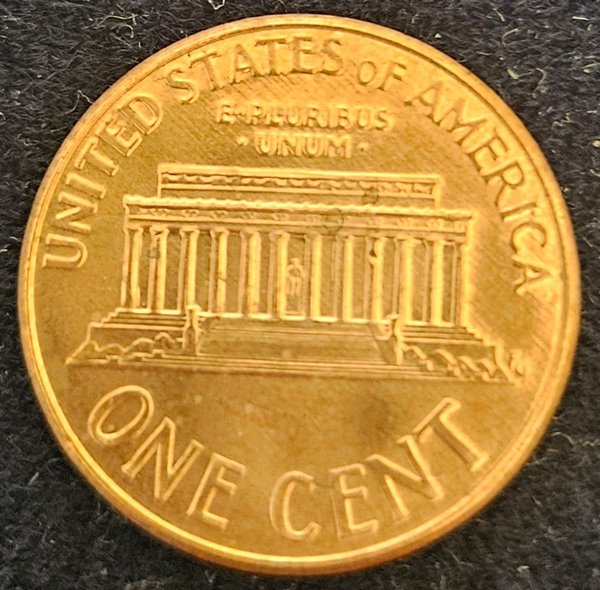 UNITED STATES OF AMERICA
E·PLURIBUS
·UNUM·
ONE CENT